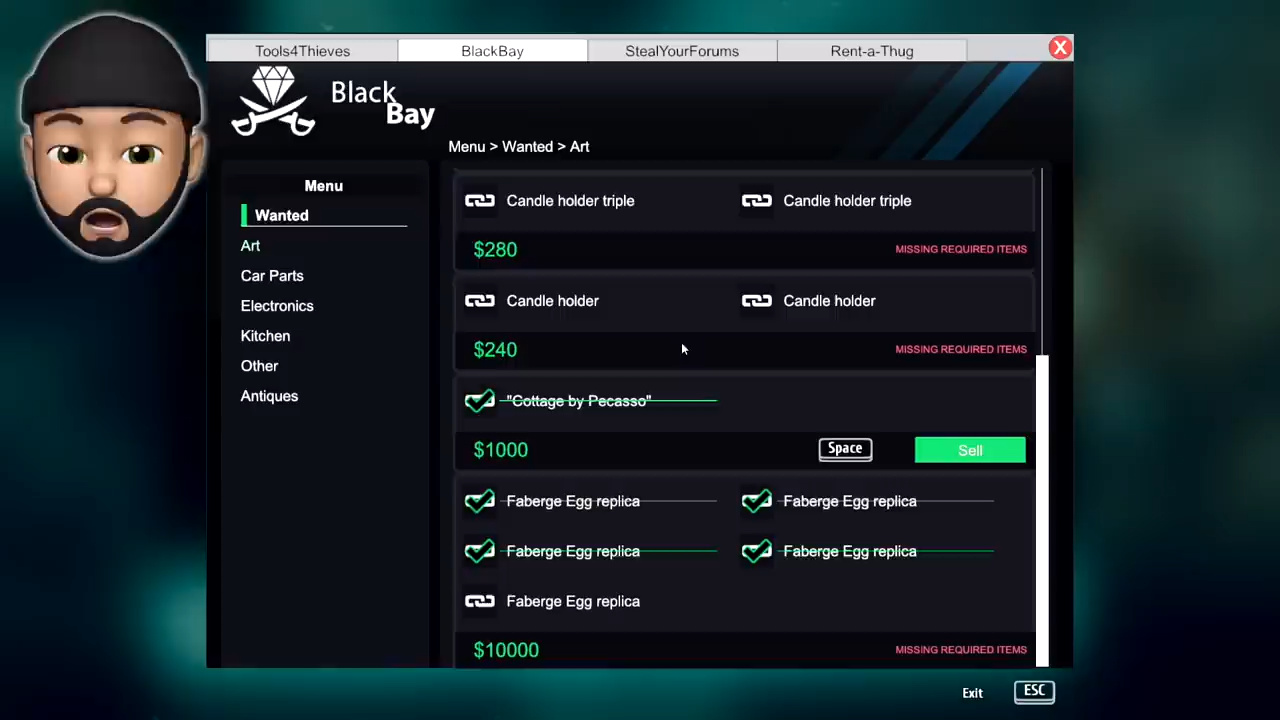 Tools4Thieves BlackBay StealYourForums Rent-a-Thug X
Black
Bay
Menu > Wanted > Art
Menu
Wanted
Art
Car Parts
Electronics
Kitchen
Other
Antiques
Candle holder triple Candle holder triple
$280 MISSING REQUIRED ITEMS
Candle holder Candle holder
$240 MISSING REQUIRED ITEMS
"Cottage by Pecasso"
$1000 Space Sell
Faberge Egg replica Faberge Egg replica
Faberge Egg replica Faberge Egg replica
Faberge Egg replica
$10000 MISSING REQUIRED ITEMS
Exit ESC